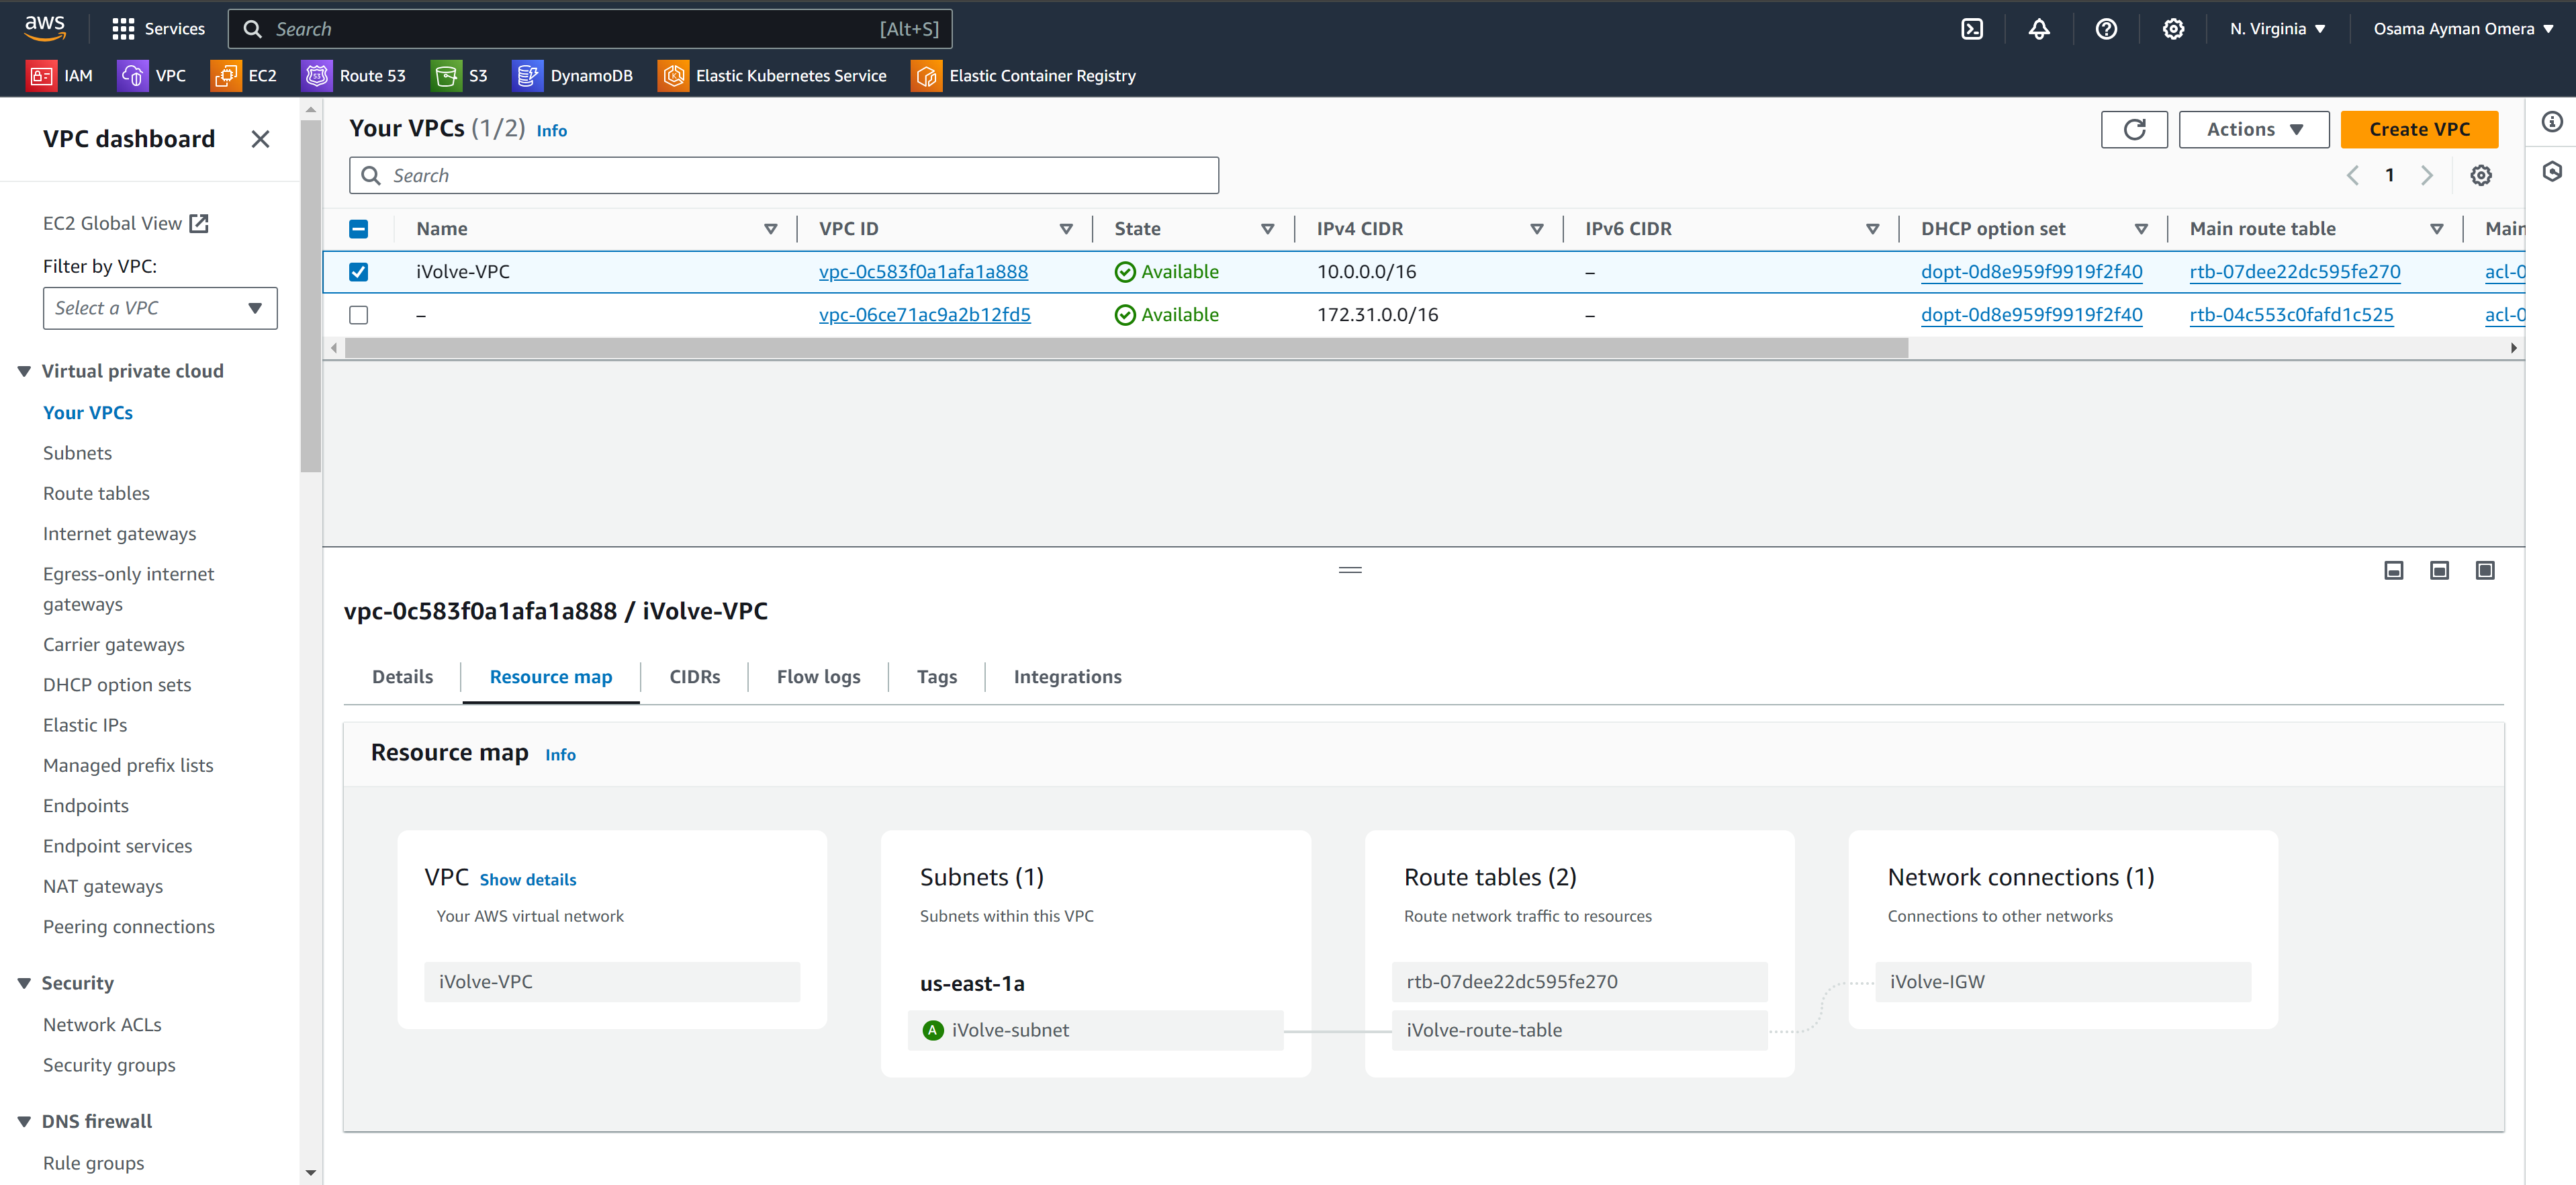 aws
Services
Search
[Alt+S]
N. Virginia
Osama Ayman Omera
IAM
VPC
EC2
Route 53
S3
DynamoDB
Elastic Kubernetes Service
Elastic Container Registry
VPC dashboard
EC2 Global View
Filter by VPC:
Select a VPC
Virtual private cloud
Your VPCs
Subnets
Route tables
Internet gateways
Egress-only internet
gateways
Carrier gateways
DHCP option sets
Elastic IPs
Managed prefix lists
Endpoints
Endpoint services
NAT gateways
Peering connections
Security
Network ACLs
Security groups
DNS firewall
Rule groups
Your VPCs (1/2) Info
Actions
Create VPC
Search
1
Name VPC ID State IPv4 CIDR IPv6 CIDR DHCP option set Main route table Main
iVolve-VPC vpc-0c583f0a1afa1a888 Available 10.0.0.0/16 – dopt-0d8e959f9919f2f40 rtb-07dee22dc595fe270 acl-0
– vpc-06ce71ac9a2b12fd5 Available 172.31.0.0/16 – dopt-0d8e959f9919f2f40 rtb-04c553c0fafd1c525 acl-0
vpc-0c583f0a1afa1a888 / iVolve-VPC
Details
Resource map
CIDRs
Flow logs
Tags
Integrations
Resource map Info
VPC Show details
Your AWS virtual network
iVolve-VPC
Subnets (1)
Subnets within this VPC
us-east-1a
A iVolve-subnet
Route tables (2)
Route network traffic to resources
rtb-07dee22dc595fe270
iVolve-route-table
Network connections (1)
Connections to other networks
iVolve-IGW